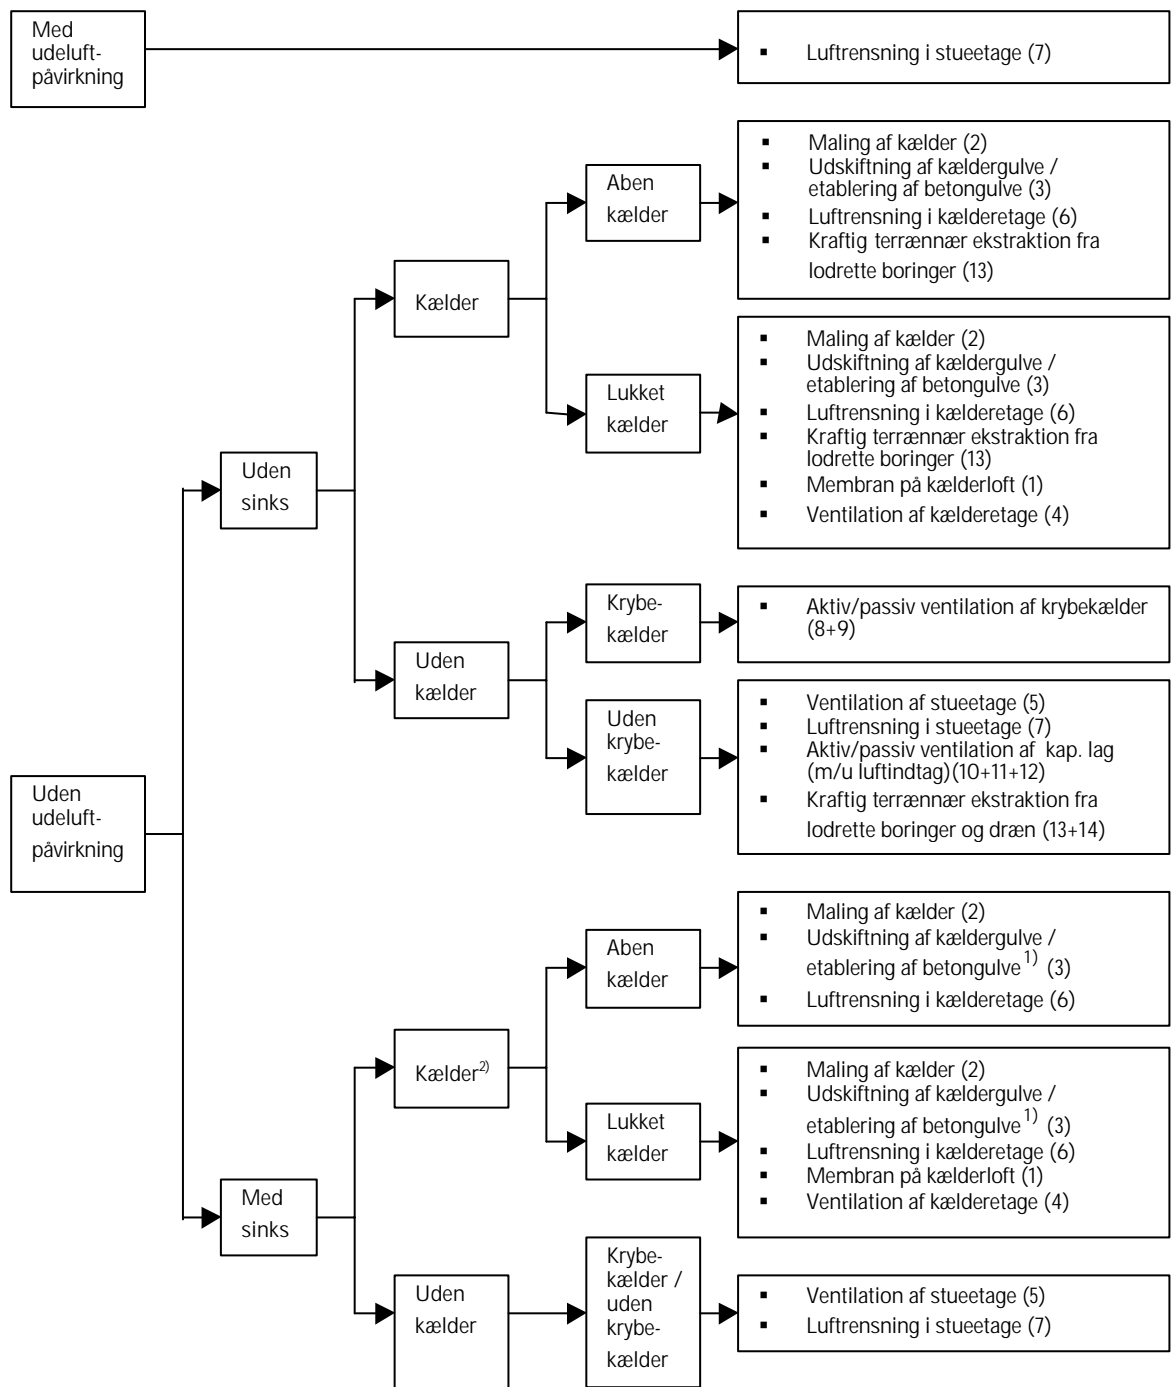 Med
udeluft-
påvirkning
▪ Luftrensning i stueetage (7)
Aben
kælder
▪ Maling af kælder (2)
▪ Udskiftning af kældergulve /
etablering af betongulve (3)
▪ Luftrensning i kælderetage (6)
▪ Kraftig terrænnær ekstraktion fra
lodrette boringer (13)
Kælder
Lukket
kælder
▪ Maling af kælder (2)
▪ Udskiftning af kældergulve /
etablering af betongulve (3)
▪ Luftrensning i kælderetage (6)
▪ Kraftig terrænnær ekstraktion fra
lodrette boringer (13)
▪ Membran på kælderloft (1)
▪ Ventilation af kælderetage (4)
Uden
sinks
Krybe-
kælder
▪ Aktiv/passiv ventilation af krybekælder
(8+9)
Uden
kælder
Uden
krybe-
kælder
▪ Ventilation af stueetage (5)
▪ Luftrensning i stueetage (7)
▪ Aktiv/passiv ventilation af kap. lag
(m/u luftindtag)(10+11+12)
▪ Kraftig terrænnær ekstraktion fra
lodrette boringer og dræn (13+14)
Uden
udeluft-
påvirkning
Aben
kælder
▪ Maling af kælder (2)
▪ Udskiftning af kældergulve /
etablering af betongulve1) (3)
▪ Luftrensning i kælderetage (6)
Kælder2)
Lukket
kælder
▪ Maling af kælder (2)
▪ Udskiftning af kældergulve /
etablering af betongulve1) (3)
▪ Luftrensning i kælderetage (6)
▪ Membran på kælderloft (1)
▪ Ventilation af kælderetage (4)
Med
sinks
Uden
kælder
Krybe-
kælder /
uden
krybe-
kælder
▪ Ventilation af stueetage (5)
▪ Luftrensning i stueetage (7)